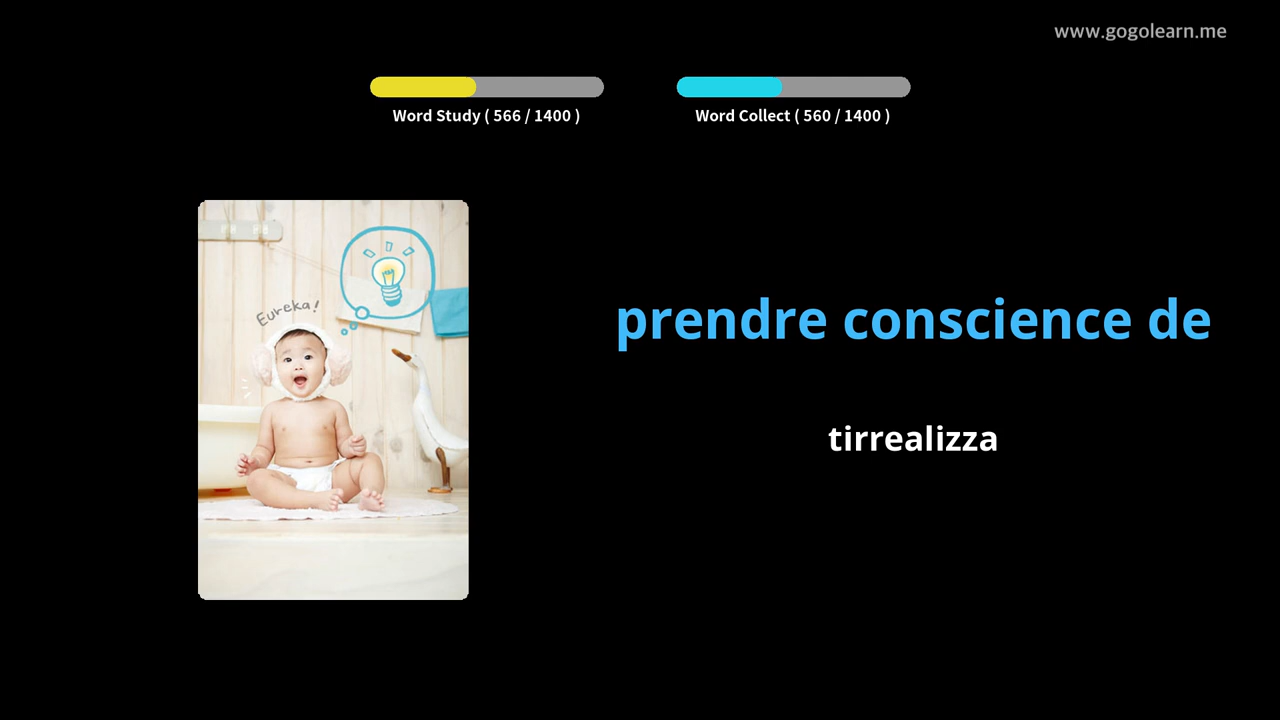 www.gogolearn.me
Word Study ( 566 / 1400 )
Word Collect ( 560 / 1400 )
Eureka!
prendre conscience de
tirrealizza